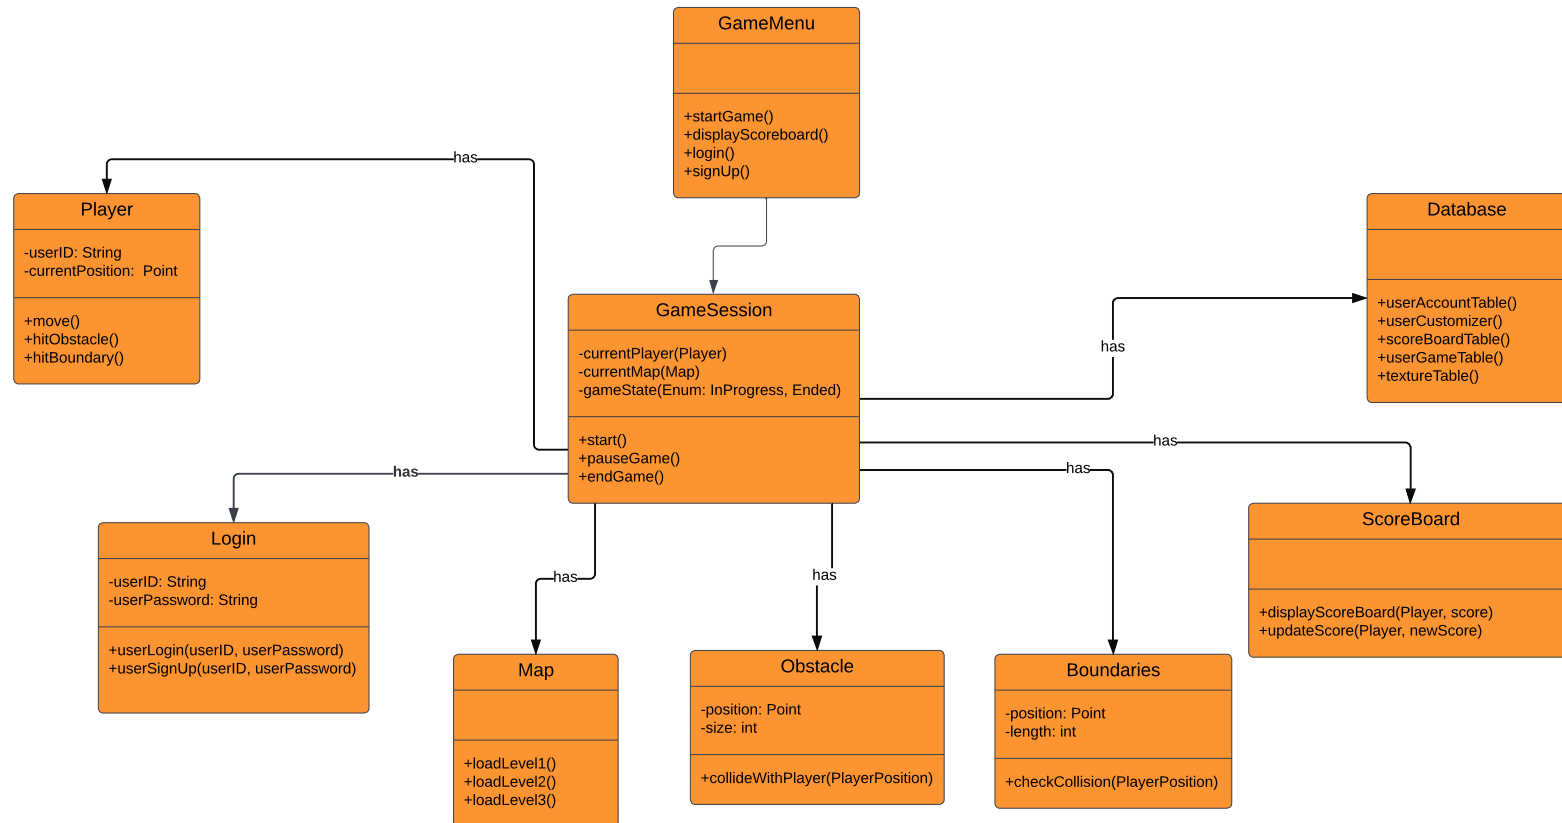 GameMenu
+startGame()
+displayScoreboard()
+login()
+signUp()
has
Player
-userID: String
-currentPosition:  Point
+move()
+hitObstacle()
+hitBoundary()
Database
+userAccountTable()
+userCustomizer()
+scoreBoardTable()
+userGameTable()
+textureTable()
GameSession
-currentPlayer(Player)
-currentMap(Map)
-gameState(Enum: InProgress, Ended)
+start()
+pauseGame()
+endGame()
has
has
has
has
Login
-userID: String
-userPassword: String
+userLogin(userID, userPassword)
+userSignUp(userID, userPassword)
ScoreBoard
+displayScoreBoard(Player, score)
+updateScore(Player, newScore)
has
has
Map
+loadLevel1()
+loadLevel2()
+loadLevel3()
Obstacle
-position: Point
-size: int
+collideWithPlayer(PlayerPosition)
Boundaries
-position: Point
-length: int
+checkCollision(PlayerPosition)